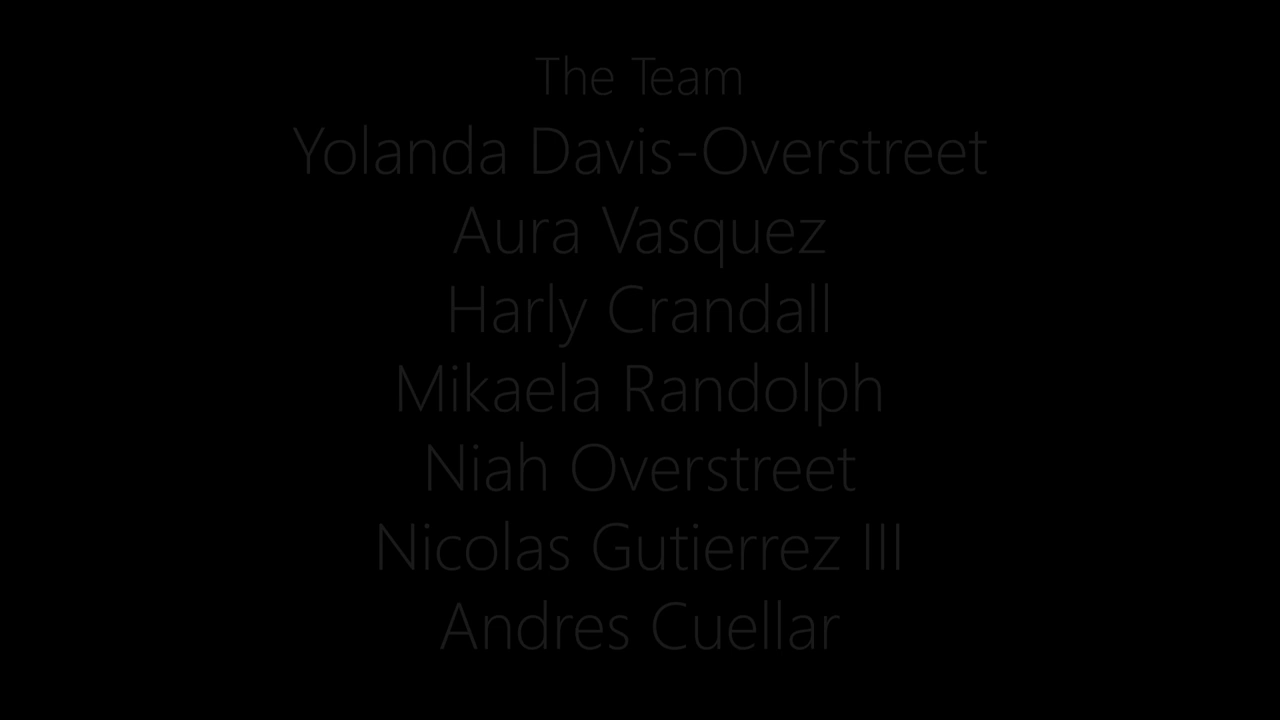 The Team
Yolanda Davis-Overstreet
Aura Vasquez
Harly Crandall
Mikaela Randolph
Niah Overstreet
Nicolas Gutierrez III
Andres Cuellar